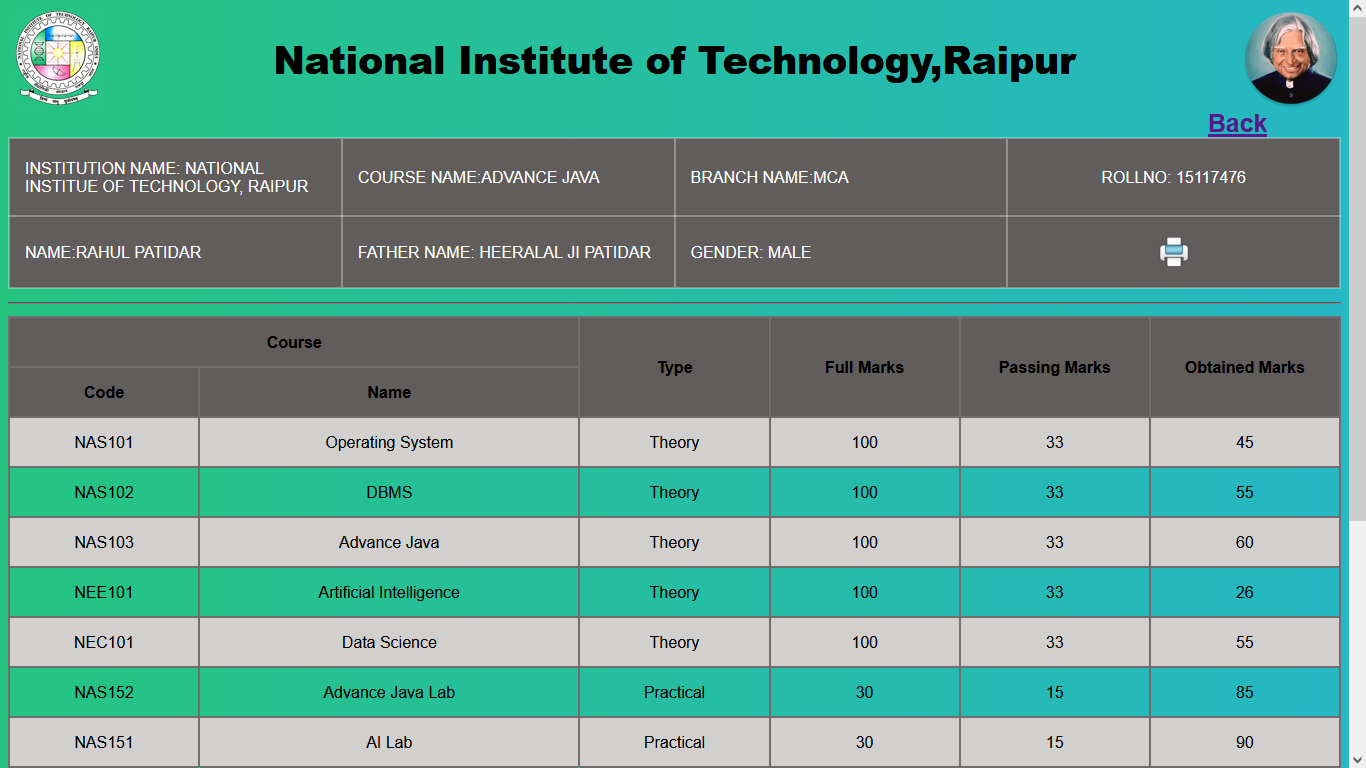 National Institute of Technology,Raipur
Back
INSTITUTION NAME: NATIONAL
INSTITUE OF TECHNOLOGY, RAIPUR
COURSE NAME:ADVANCE JAVA
BRANCH NAME:MCA
ROLLNO: 15117476
NAME:RAHUL PATIDAR
FATHER NAME: HEERALAL JI PATIDAR
GENDER: MALE
Course
Type
Full Marks
Passing Marks
Obtained Marks
Code
Name
NAS101 Operating System Theory 100 33 45
NAS102 DBMS Theory 100 33 55
NAS103 Advance Java Theory 100 33 60
NEE101 Artificial Intelligence Theory 100 33 26
NEC101 Data Science Theory 100 33 55
NAS152 Advance Java Lab Practical 30 15 85
NAS151 AI Lab Practical 30 15 90